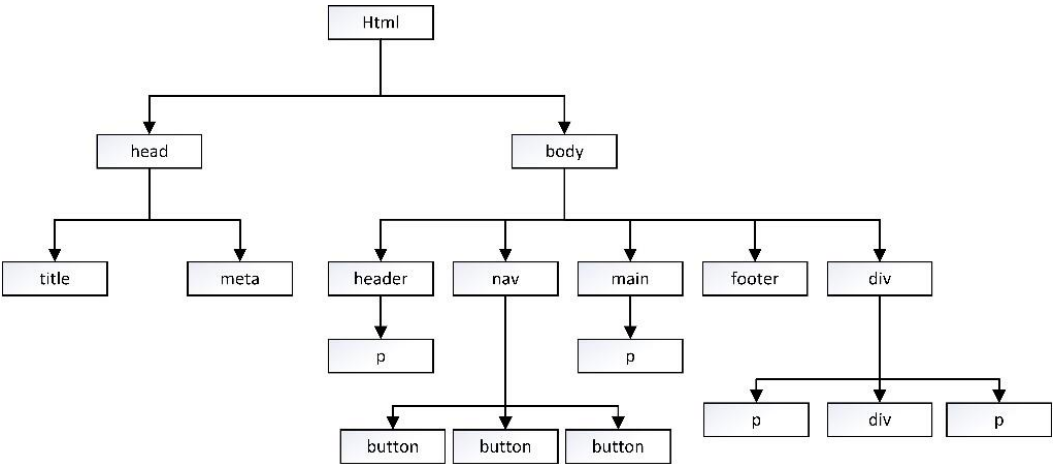 Html
head
body
title
meta
header
nav
main
footer
div
p
p
p
div
p
button
button
button